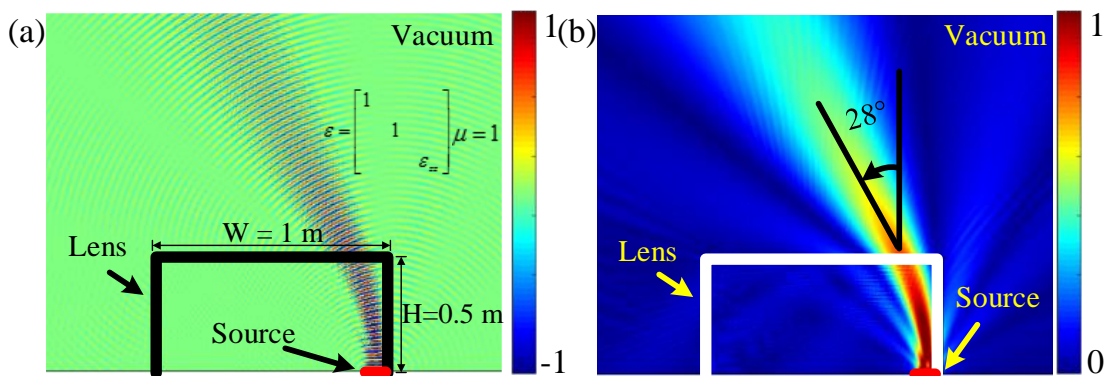 (a)
Vacuum
1
ε= [1 1 ε_zz] μ=1
W = 1 m
Lens
H=0.5 m
Source
-1
(b)
Vacuum
1
28°
Lens
Source
0